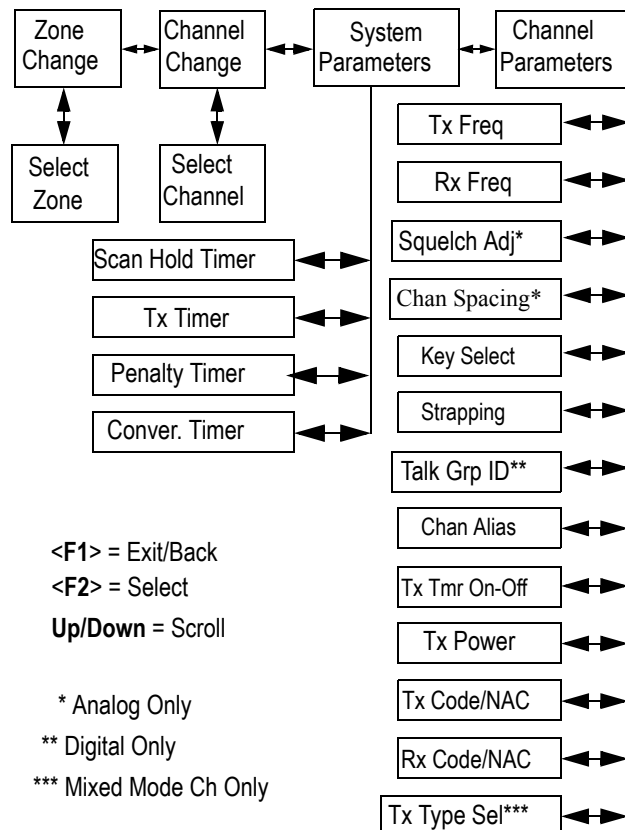 Zone
Change
Channel
Change
System
Parameters
Channel
Parameters
Select
Zone
Select
Channel
Scan Hold Timer
Tx Timer
Penalty Timer
Conver. Timer
Tx Freq
Rx Freq
Squelch Adj*
Chan Spacing*
Key Select
Strapping
Talk Grp ID**
Chan Alias
Tx Tmr On-Off
Tx Power
Tx Code/NAC
Rx Code/NAC
Tx Type Sel***
<F1> = Exit/Back
<F2> = Select
Up/Down = Scroll
* Analog Only
** Digital Only
*** Mixed Mode Ch Only